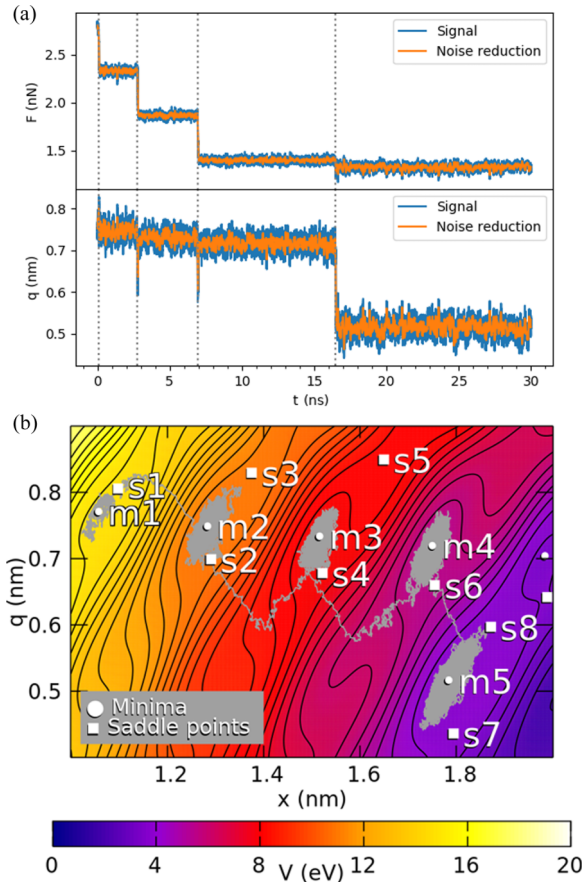 (a)
Signal
Noise reduction
F (nN)
2.5
2.0
1.5
Signal
Noise reduction
q (nm)
0.8
0.7
0.6
0.5
0 5 10 15 20 25 30
t (ns)
(b)
q (nm)
0.8
0.7
0.6
0.5
s1
m1
s3
s5
m2
s2
m3
s4
m4
s6
s8
m5
s7
Minima
Saddle points
1.2 1.4 1.6 1.8
x (nm)
0 4 8 12 16 20
V (eV)